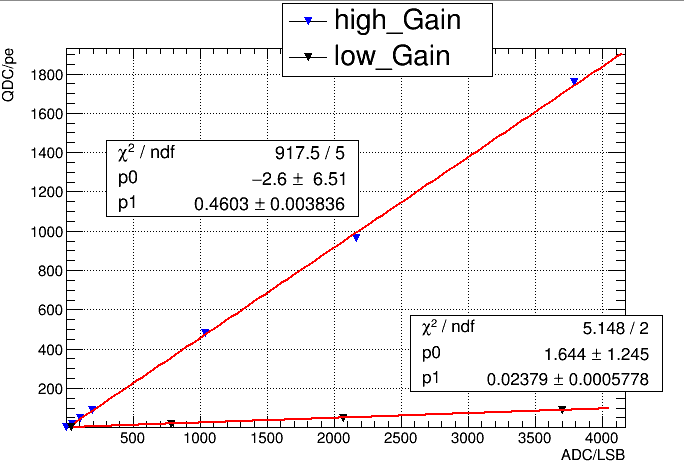 high_Gain
low_Gain
QDC/pe
1800
1600
1400
1200
1000
800
600
400
200
χ² / ndf 917.5 / 5
p0 −2.6 ± 6.51
p1 0.4603 ± 0.003836
χ² / ndf 5.148 / 2
p0 1.644 ± 1.245
p1 0.02379 ± 0.0005778
500 1000 1500 2000 2500 3000 3500 4000
ADC/LSB